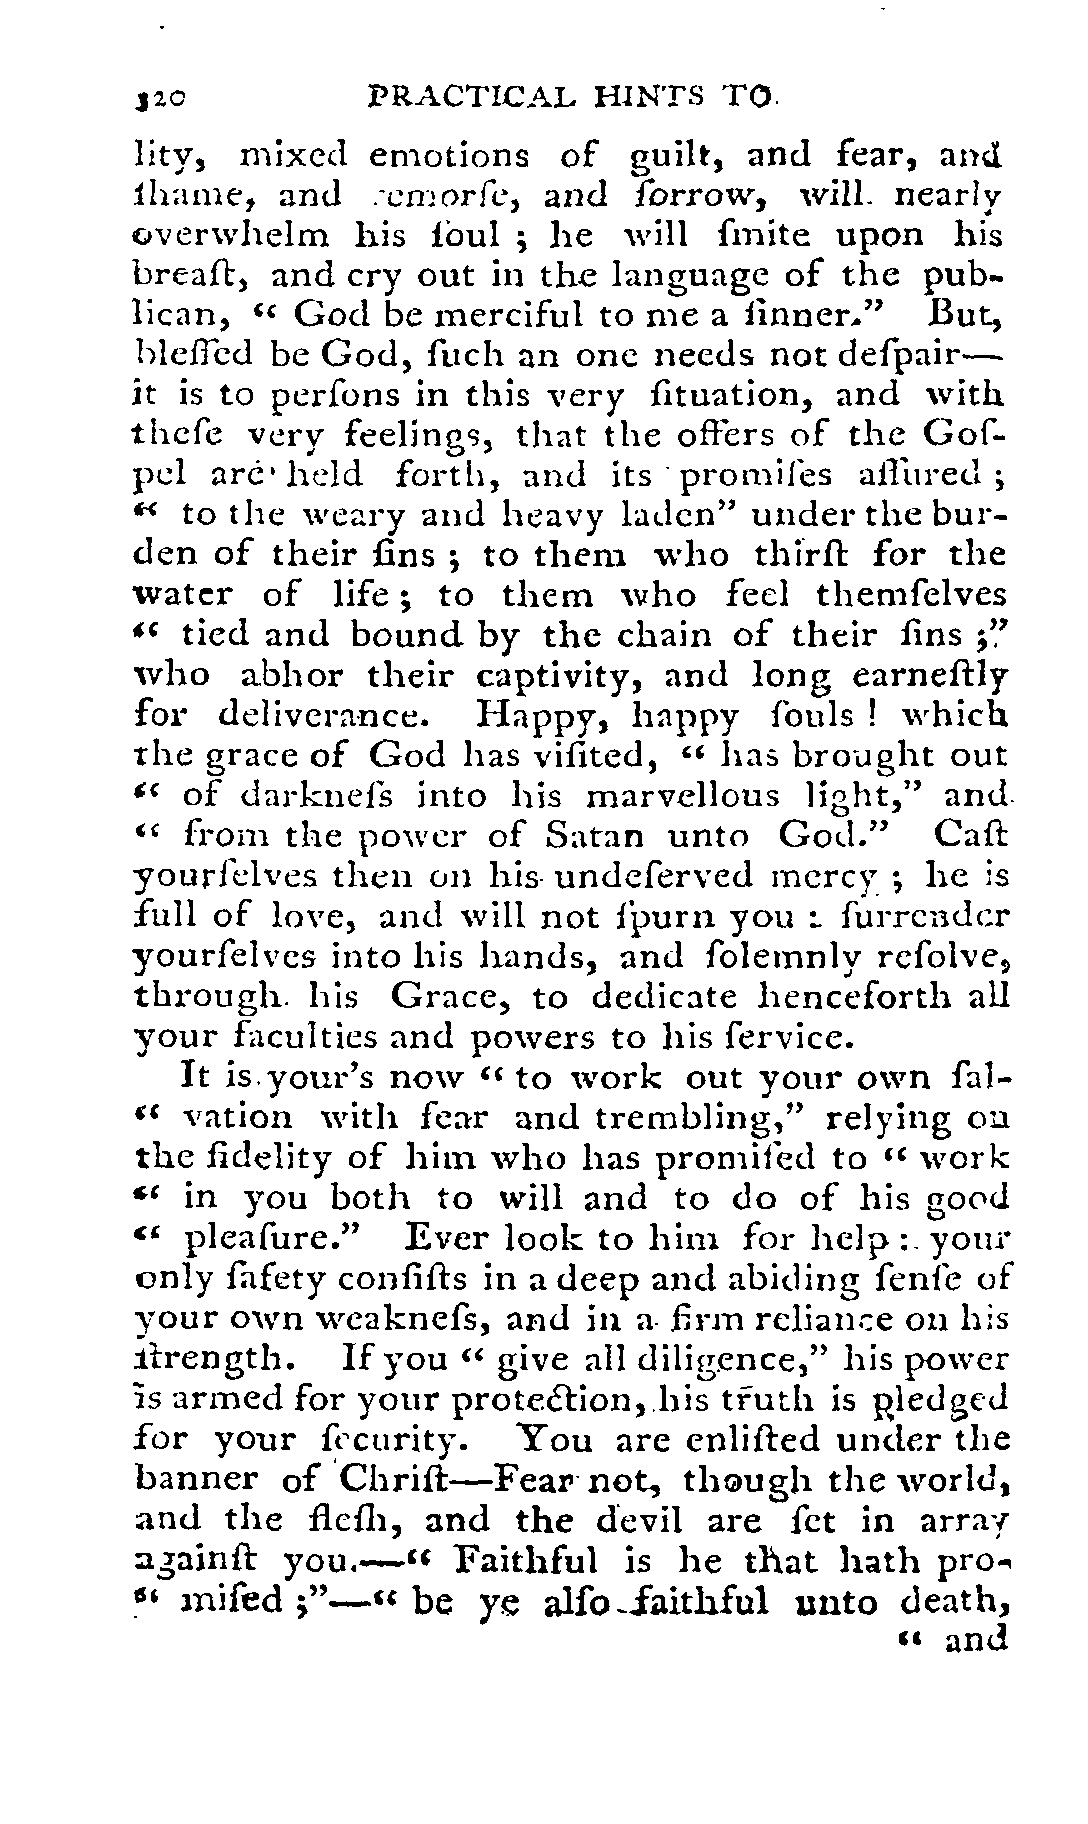 320 PRACTICAL HINTS TO
lity, mixed emotions of guilt, and fear, and
ſhame, and remorſe, and ſorrow, will nearly
overwhelm his ſoul ; he will ſmite upon his
breaſt, and cry out in the language of the pub-
lican, “ God be merciful to me a ſinner.” But,
bleſſed be God, ſuch an one needs not deſpair—
it is to perſons in this very ſituation, and with
theſe very feelings, that the offers of the Goſ-
pel are held forth, and its promiſes aſſured ;
“ to the weary and heavy laden” under the bur-
den of their ſins ; to them who thirſt for the
water of life ; to them who feel themſelves
“ tied and bound by the chain of their ſins ;”
who abhor their captivity, and long earneſtly
for deliverance. Happy, happy ſouls ! which
the grace of God has viſited, “ has brought out
“ of darkneſs into his marvellous light,” and
“ from the power of Satan unto God.” Caſt
yourſelves then on his undeſerved mercy ; he is
full of love, and will not ſpurn you : ſurrender
yourſelves into his hands, and ſolemnly reſolve,
through his Grace, to dedicate henceforth all
your faculties and powers to his ſervice.
It is your's now “ to work out your own ſal-
“ vation with fear and trembling,” relying on
the fidelity of him who has promiſed to “ work
“ in you both to will and to do of his good
“ pleaſure.” Ever look to him for help : your
only ſafety conſiſts in a deep and abiding ſenſe of
your own weakneſs, and in a firm reliance on his
ſtrength. If you “ give all diligence,” his power
is armed for your protection, his truth is pledged
for your ſecurity. You are enliſted under the
banner of Chriſt—Fear not, though the world,
and the fleſh, and the devil are ſet in array
againſt you.—“ Faithful is he that hath pro-
“ miſed ;”—“ be ye alſo faithful unto death,
“ and